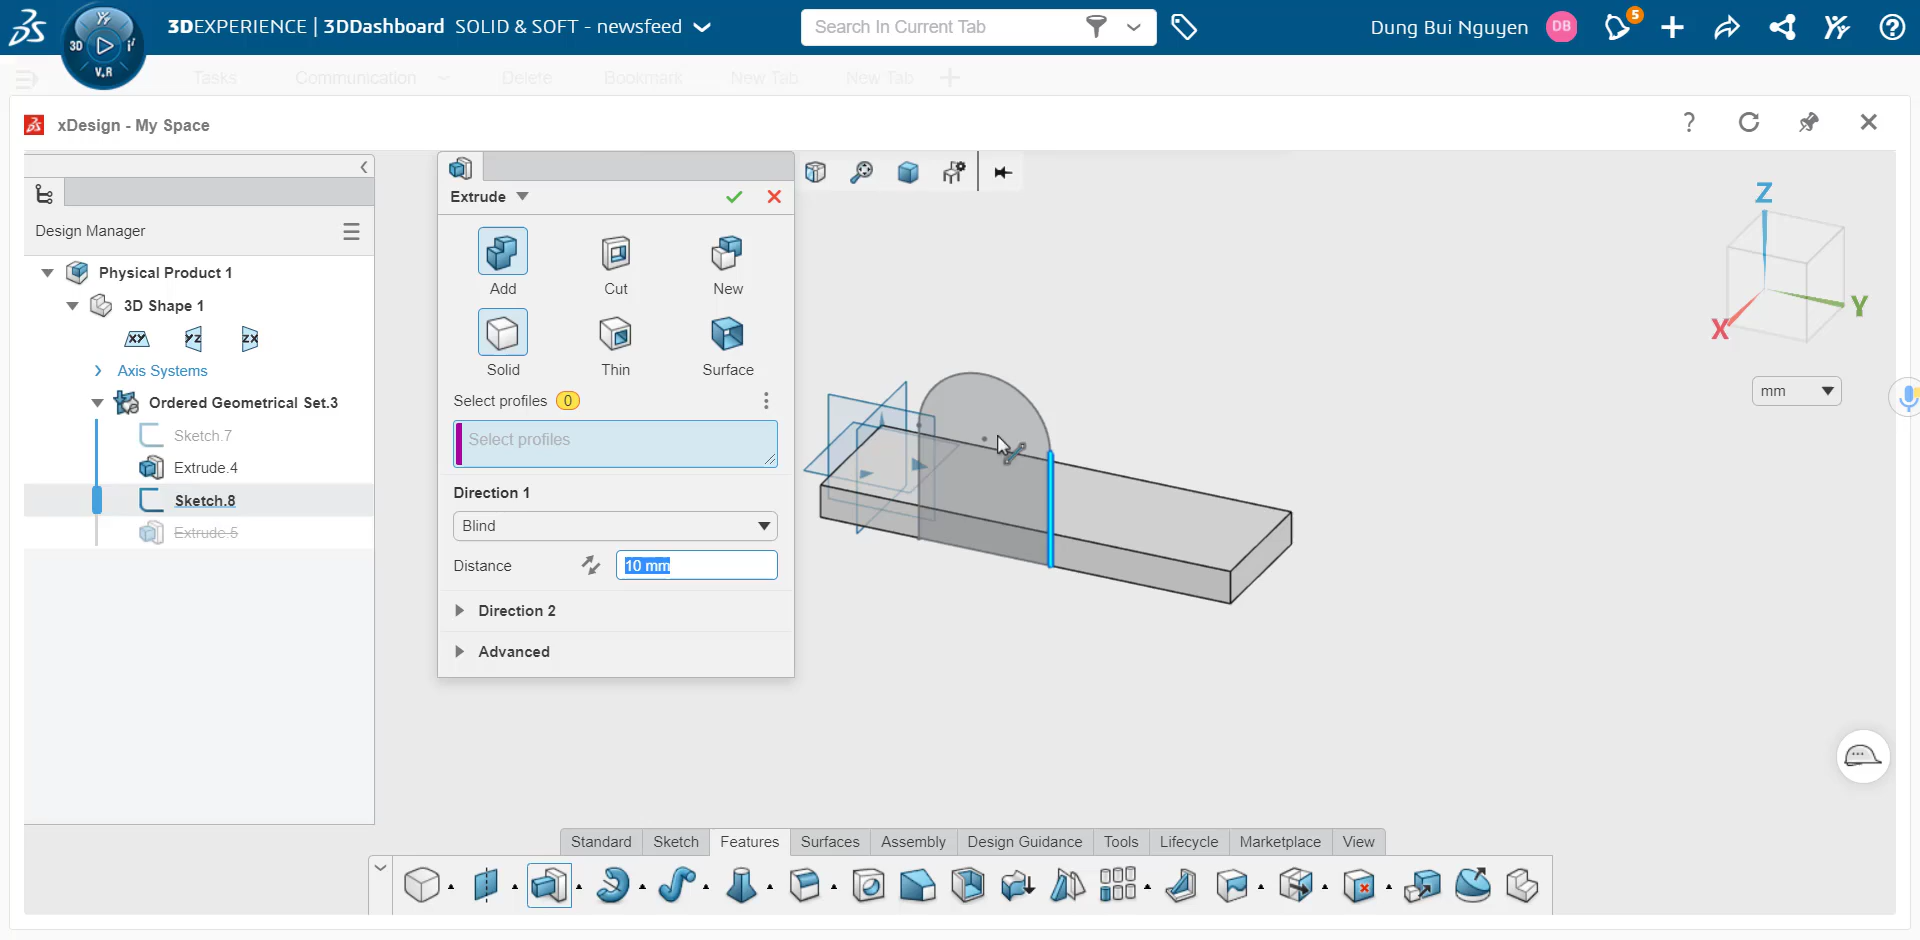 3DEXPERIENCE | 3DDashboard SOLID & SOFT - newsfeed
Search In Current Tab
Dung Bui Nguyen DB 5
3D V.R
Tasks Communication Delete Bookmark New Tab New Tab
xDesign - My Space
Design Manager
Physical Product 1
3D Shape 1
XY YZ ZX
Axis Systems
Ordered Geometrical Set.3
Sketch.7
Extrude.4
Sketch.8
Extrude.5
Extrude
Add Cut New
Solid Thin Surface
Select profiles 0
Select profiles
Direction 1
Blind
Distance 10 mm
Direction 2
Advanced
Z
Y
X
mm
Standard Sketch Features Surfaces Assembly Design Guidance Tools Lifecycle Marketplace View